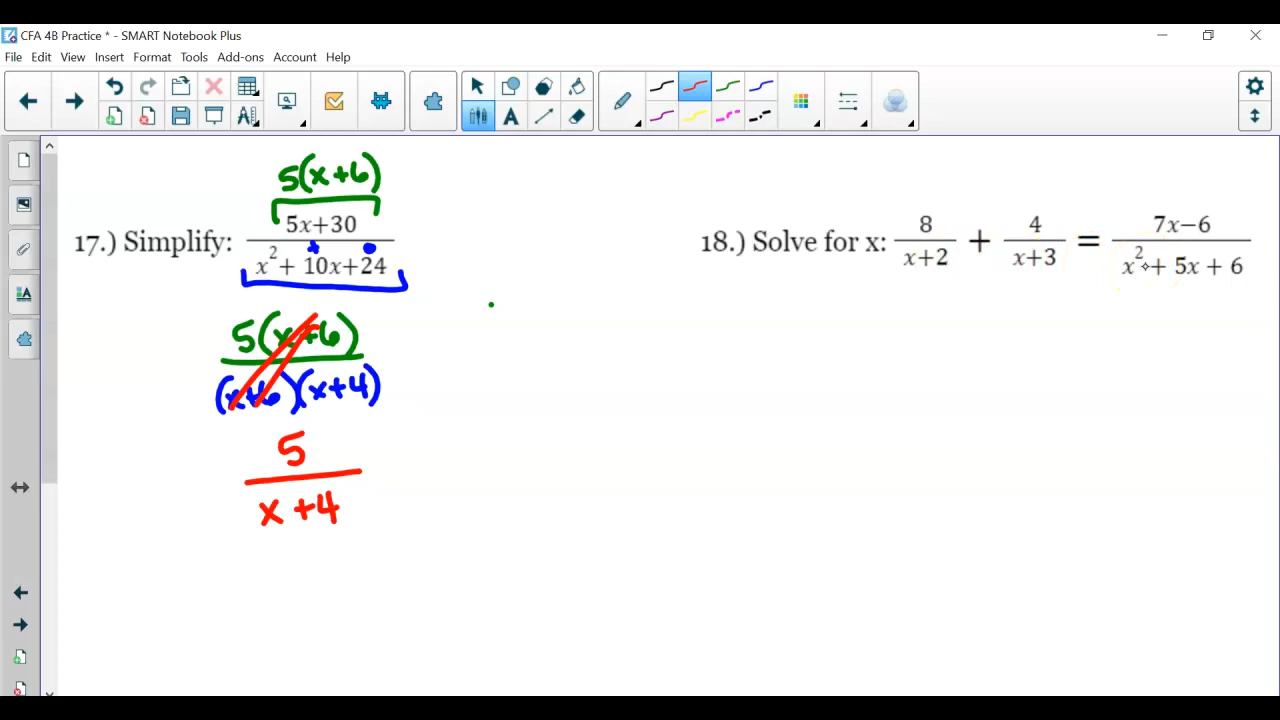 CFA 4B Practice * - SMART Notebook Plus
File Edit View Insert Format Tools Add-ons Account Help
5(x+6)
17.) Simplify: (5x+30)/(x² + 10x+24)
5(x+6)
(x+6)(x+4)
5
x+4
18.) Solve for x: 8/(x+2) + 4/(x+3) = (7x−6)/(x² + 5x + 6)